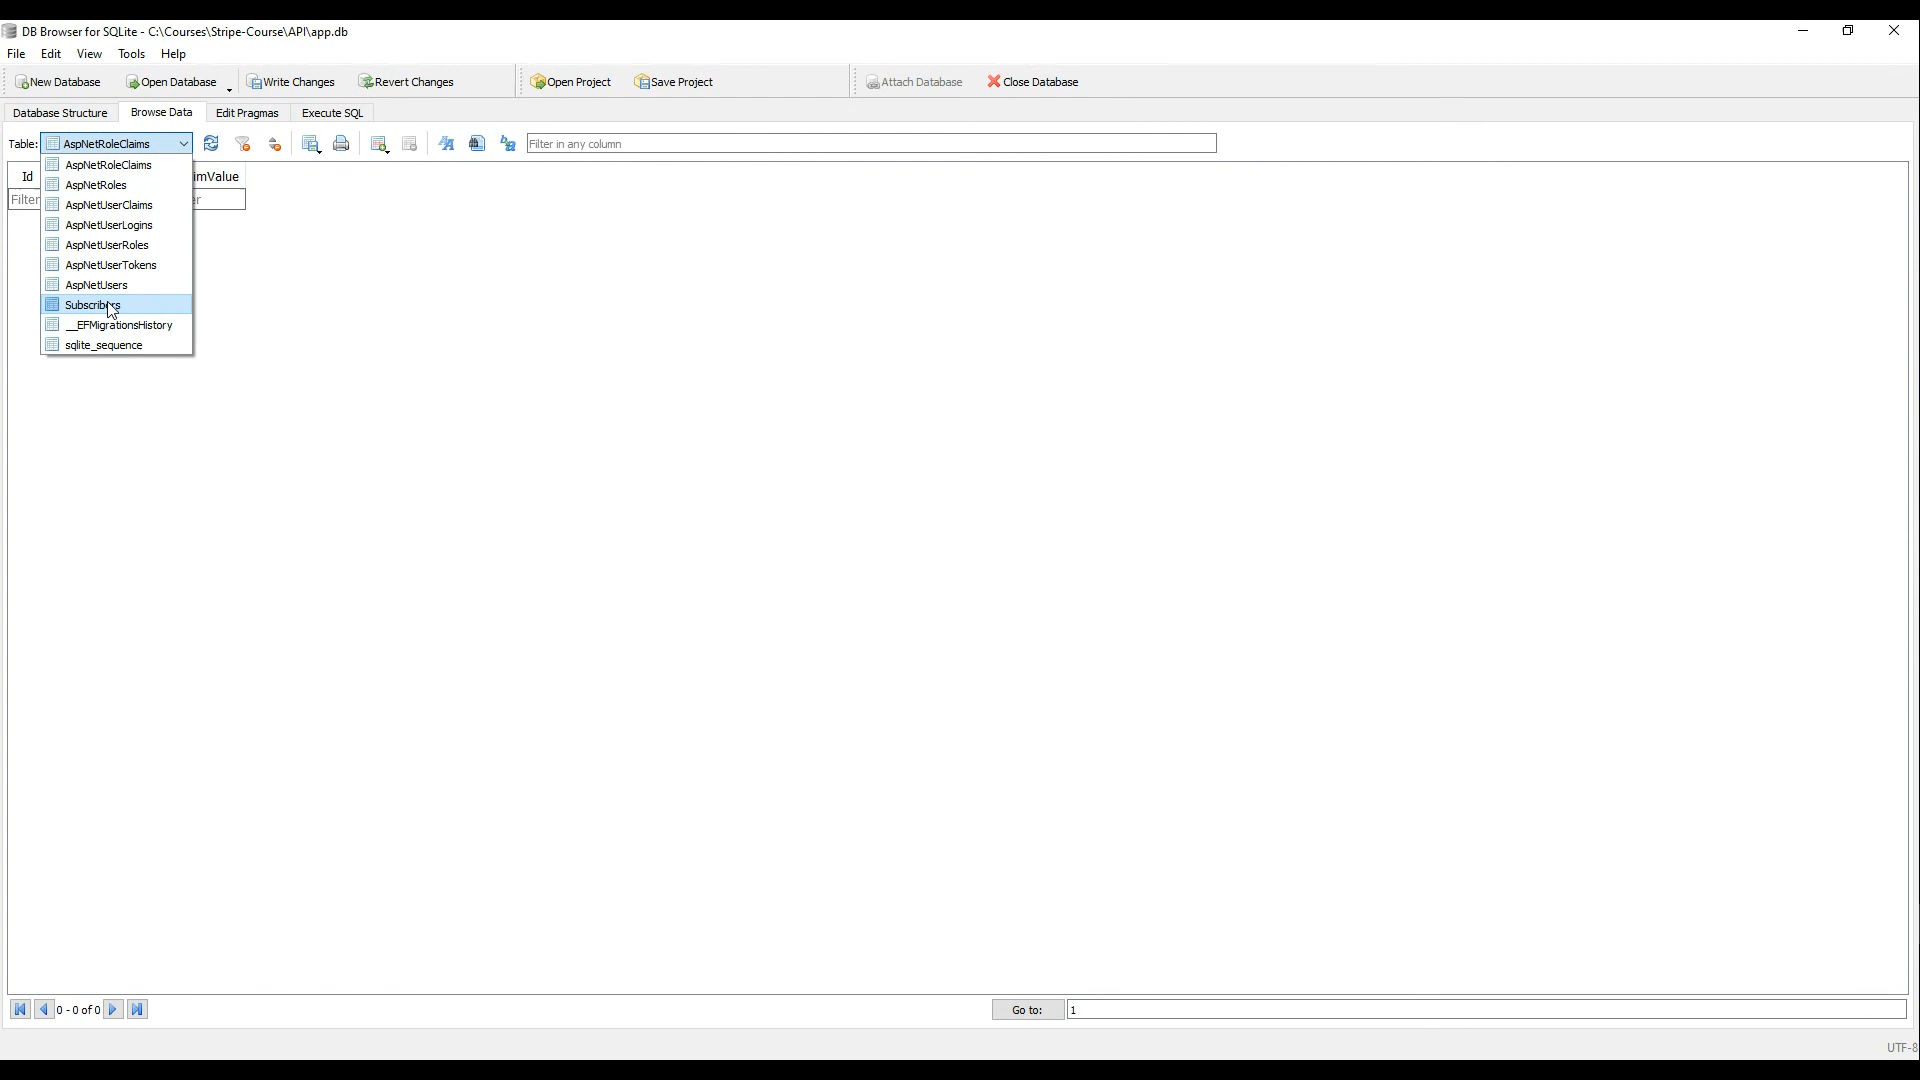 DB Browser for SQLite - C:\Courses\Stripe-Course\API\app.db
File Edit View Tools Help
New Database Open Database Write Changes Revert Changes Open Project Save Project Attach Database Close Database
Database Structure Browse Data Edit Pragmas Execute SQL
Table: AspNetRoleClaims Filter in any column
AspNetRoleClaims
Id imValue
AspNetRoles
Filter er
AspNetUserClaims
AspNetUserLogins
AspNetUserRoles
AspNetUserTokens
AspNetUsers
Subscribers
__EFMigrationsHistory
sqlite_sequence
0 - 0 of 0 Go to: 1
UTF-8